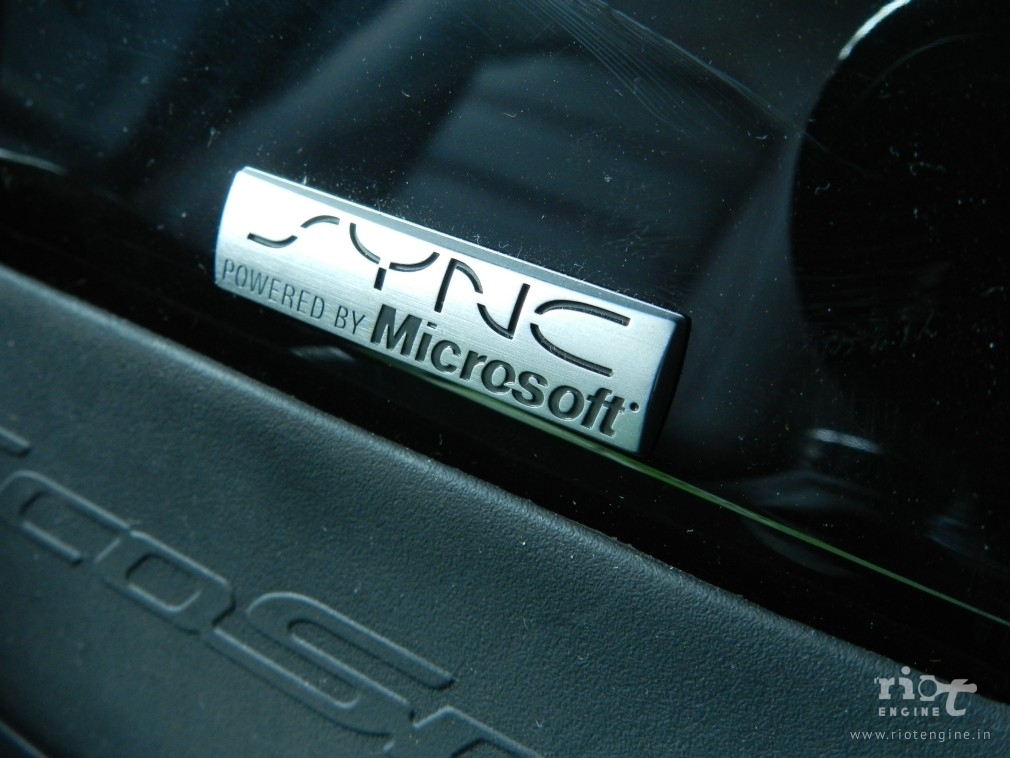 SYNC
POWERED BY Microsoft
riot
ENGINE
www.riotengine.in